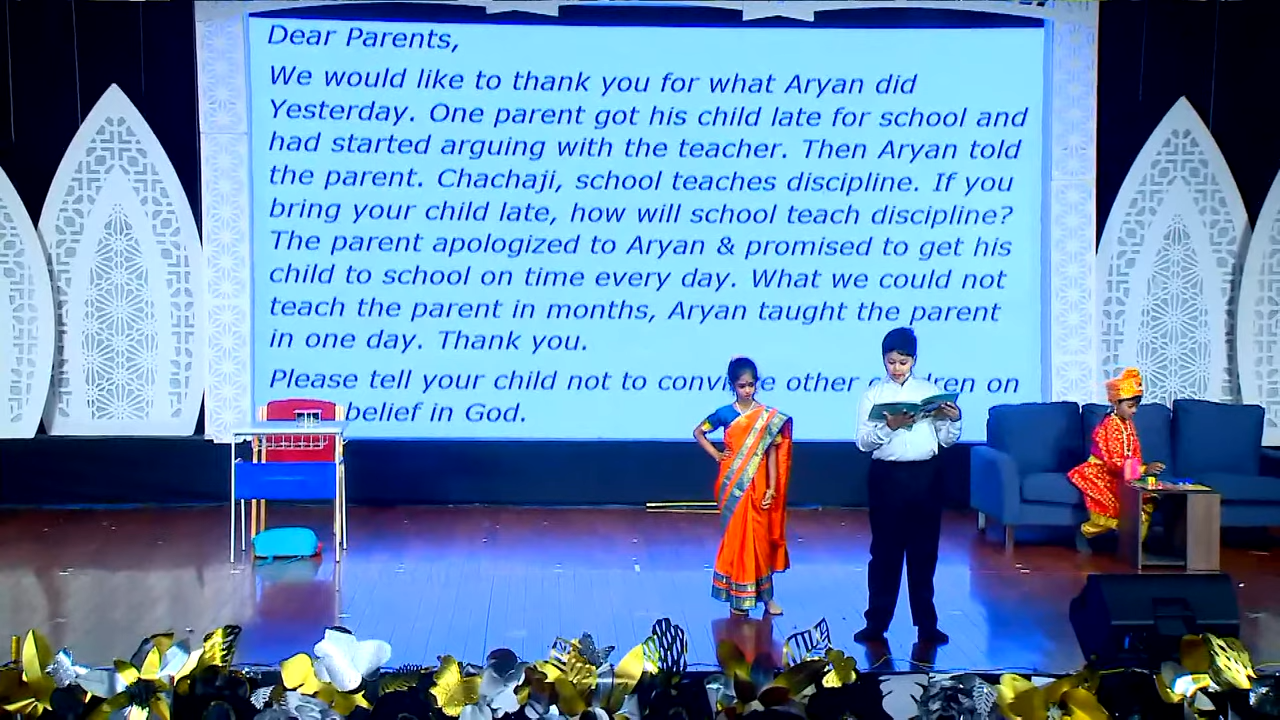 Dear Parents,
We would like to thank you for what Aryan did
Yesterday. One parent got his child late for school and
had started arguing with the teacher. Then Aryan told
the parent. Chachaji, school teaches discipline. If you
bring your child late, how will school teach discipline?
The parent apologized to Aryan & promised to get his
child to school on time every day. What we could not
teach the parent in months, Aryan taught the parent
in one day. Thank you.
Please tell your child not to other on
belief in God.